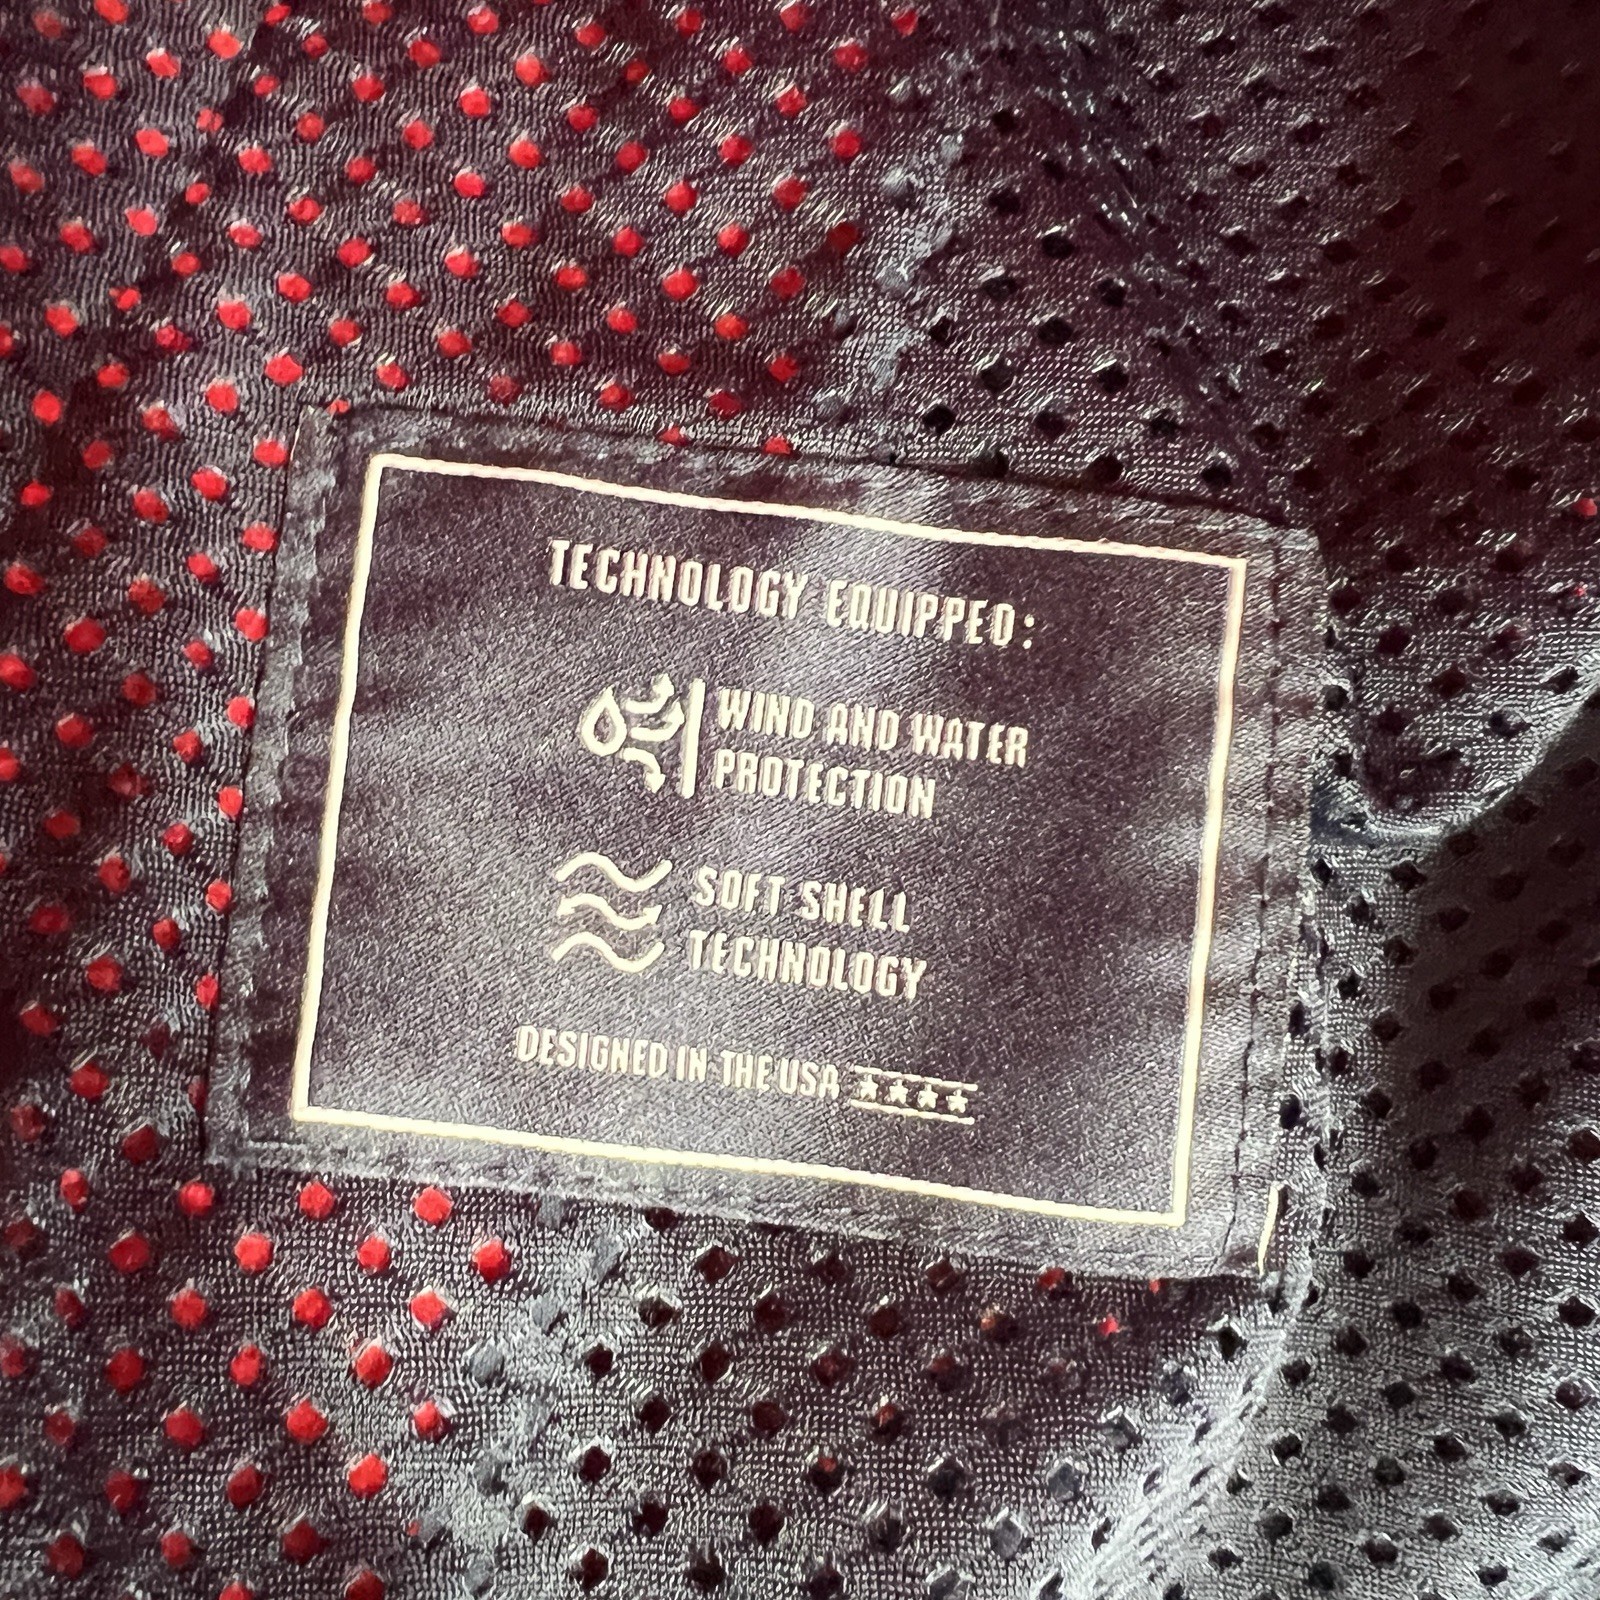 TECHNOLOGY EQUIPPED:
WIND AND WATER
PROTECTION
SOFT SHELL
TECHNOLOGY
DESIGNED IN THE USA